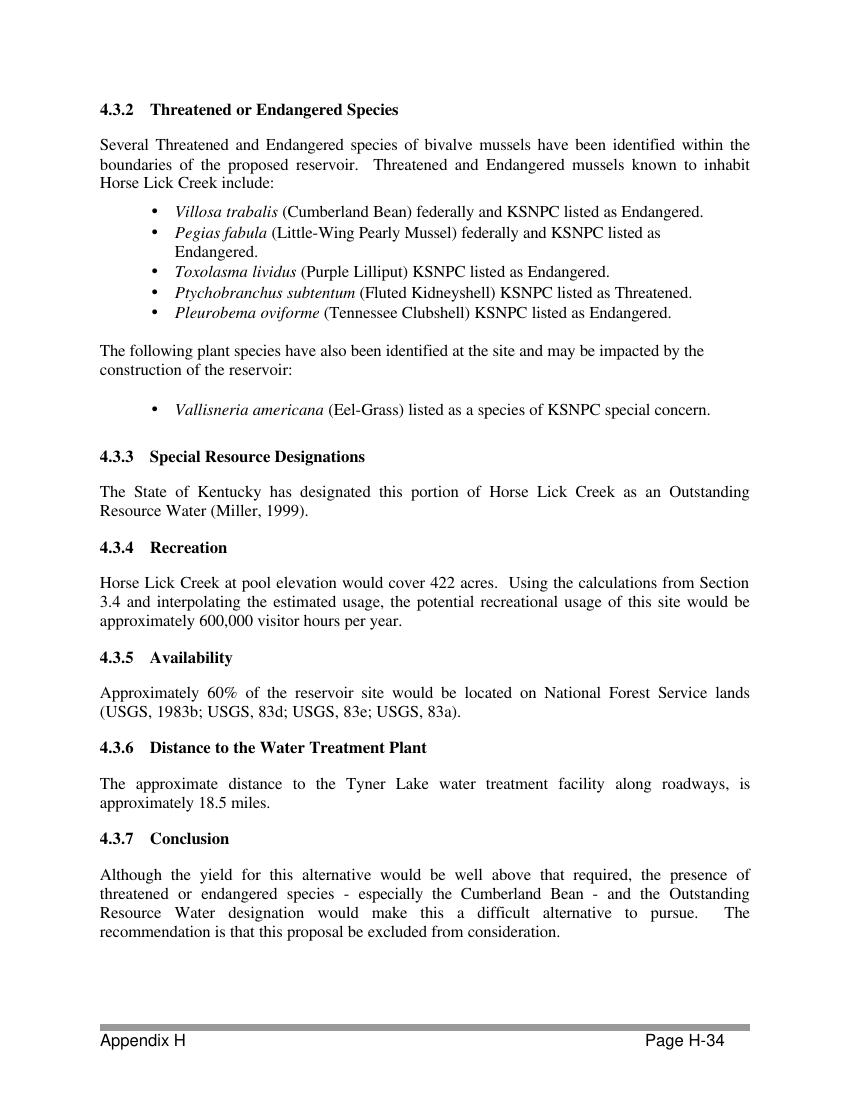 4.3.2 Threatened or Endangered Species
Several Threatened and Endangered species of bivalve mussels have been identified within the
boundaries of the proposed reservoir. Threatened and Endangered mussels known to inhabit
Horse Lick Creek include:
• Villosa trabalis (Cumberland Bean) federally and KSNPC listed as Endangered.
• Pegias fabula (Little-Wing Pearly Mussel) federally and KSNPC listed as
Endangered.
• Toxolasma lividus (Purple Lilliput) KSNPC listed as Endangered.
• Ptychobranchus subtentum (Fluted Kidneyshell) KSNPC listed as Threatened.
• Pleurobema oviforme (Tennessee Clubshell) KSNPC listed as Endangered.
The following plant species have also been identified at the site and may be impacted by the
construction of the reservoir:
• Vallisneria americana (Eel-Grass) listed as a species of KSNPC special concern.
4.3.3 Special Resource Designations
The State of Kentucky has designated this portion of Horse Lick Creek as an Outstanding
Resource Water (Miller, 1999).
4.3.4 Recreation
Horse Lick Creek at pool elevation would cover 422 acres. Using the calculations from Section
3.4 and interpolating the estimated usage, the potential recreational usage of this site would be
approximately 600,000 visitor hours per year.
4.3.5 Availability
Approximately 60% of the reservoir site would be located on National Forest Service lands
(USGS, 1983b; USGS, 83d; USGS, 83e; USGS, 83a).
4.3.6 Distance to the Water Treatment Plant
The approximate distance to the Tyner Lake water treatment facility along roadways, is
approximately 18.5 miles.
4.3.7 Conclusion
Although the yield for this alternative would be well above that required, the presence of
threatened or endangered species - especially the Cumberland Bean - and the Outstanding
Resource Water designation would make this a difficult alternative to pursue. The
recommendation is that this proposal be excluded from consideration.
Appendix H Page H-34